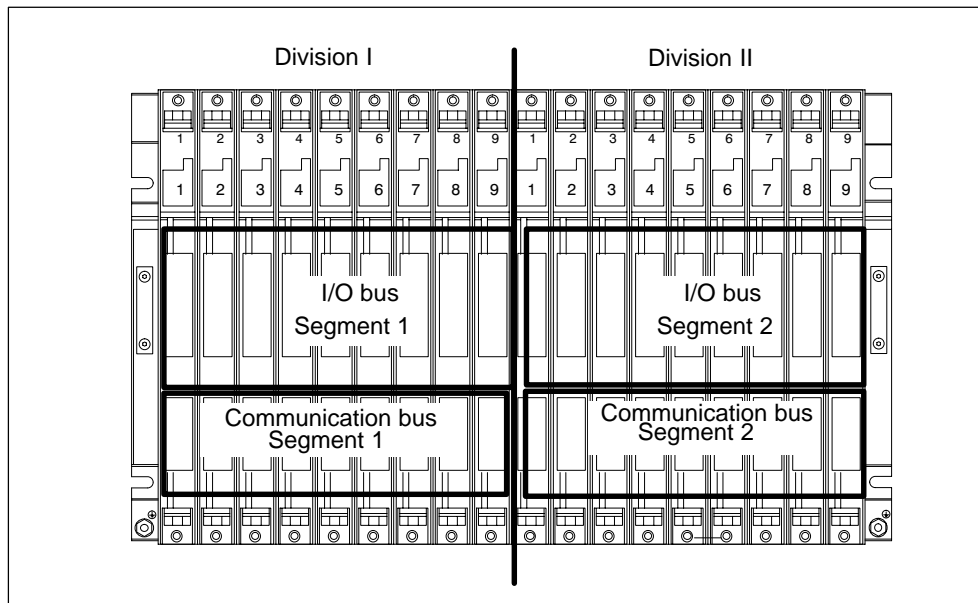 Division I
Division II
1 2 3 4 5 6 7 8 9 1 2 3 4 5 6 7 8 9
1 2 3 4 5 6 7 8 9 1 2 3 4 5 6 7 8 9
I/O bus
Segment 1
I/O bus
Segment 2
Communication bus
Segment 1
Communication bus
Segment 2